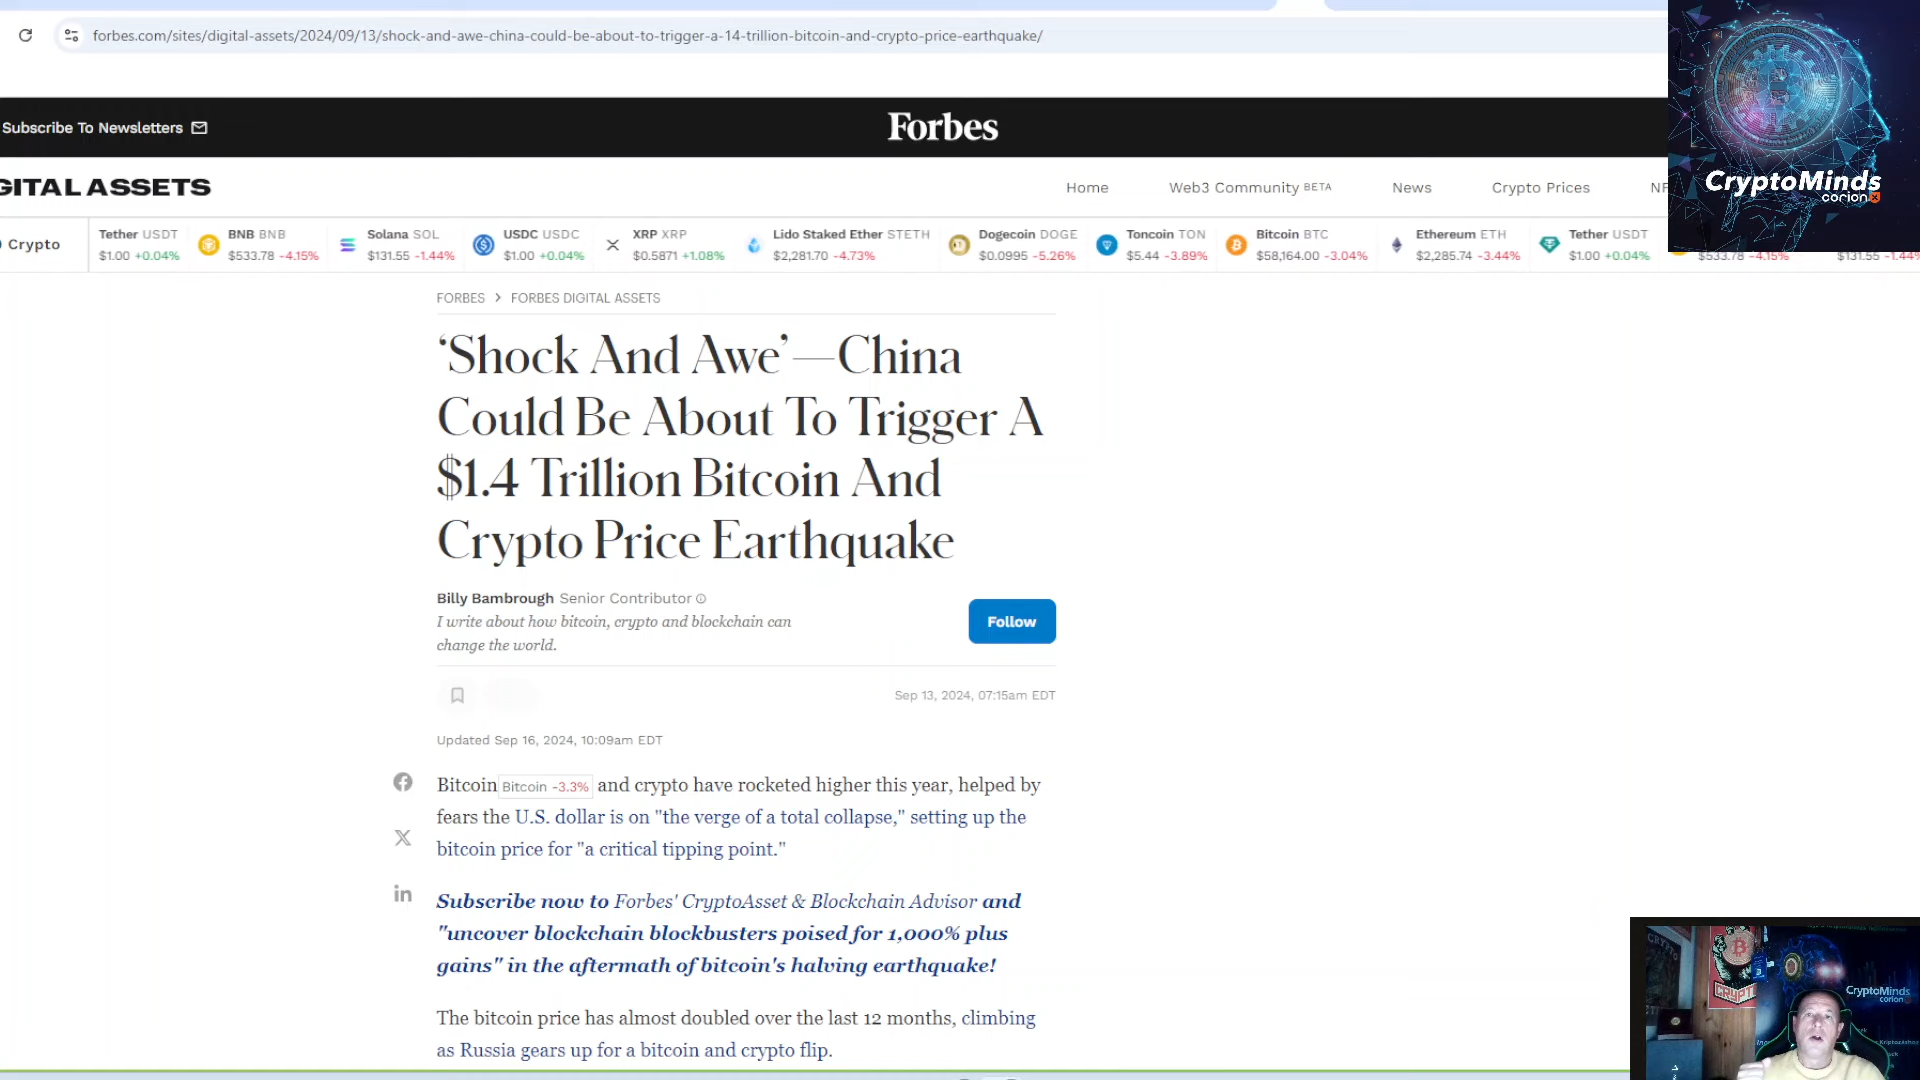 forbes.com/sites/digital-assets/2024/09/13/shock-and-awe-china-could-be-about-to-trigger-a-14-trillion-bitcoin-and-crypto-price-earthquake/
Subscribe To Newsletters
Forbes
GITAL ASSETS
Home Web3 Community BETA News Crypto Prices NF
CryptoMinds
corion
Crypto
Tether USDT BNB BNB Solana SOL USDC USDC XRP XRP Lido Staked Ether STETH Dogecoin DOGE Toncoin TON Bitcoin BTC Ethereum ETH Tether USDT
$1.00 +0.04% $533.78 -4.15% $131.55 -1.44% $1.00 +0.04% $0.5871 +1.08% $2,281.70 -4.73% $0.0995 -5.26% $5.44 -3.89% $58,164.00 -3.04% $2,285.74 -3.44% $1.00 +0.04% $533.78 -4.15% $131.55 -1.44%
FORBES > FORBES DIGITAL ASSETS
‘Shock And Awe’—China
Could Be About To Trigger A
$1.4 Trillion Bitcoin And
Crypto Price Earthquake
Billy Bambrough Senior Contributor
I write about how bitcoin, crypto and blockchain can
change the world.
Follow
Sep 13, 2024, 07:15am EDT
Updated Sep 16, 2024, 10:09am EDT
Bitcoin Bitcoin -3.3% and crypto have rocketed higher this year, helped by
fears the U.S. dollar is on "the verge of a total collapse," setting up the
bitcoin price for "a critical tipping point."
Subscribe now to Forbes' CryptoAsset & Blockchain Advisor and
"uncover blockchain blockbusters poised for 1,000% plus
gains" in the aftermath of bitcoin's halving earthquake!
The bitcoin price has almost doubled over the last 12 months, climbing
as Russia gears up for a bitcoin and crypto flip.
CryptoMinds
corion